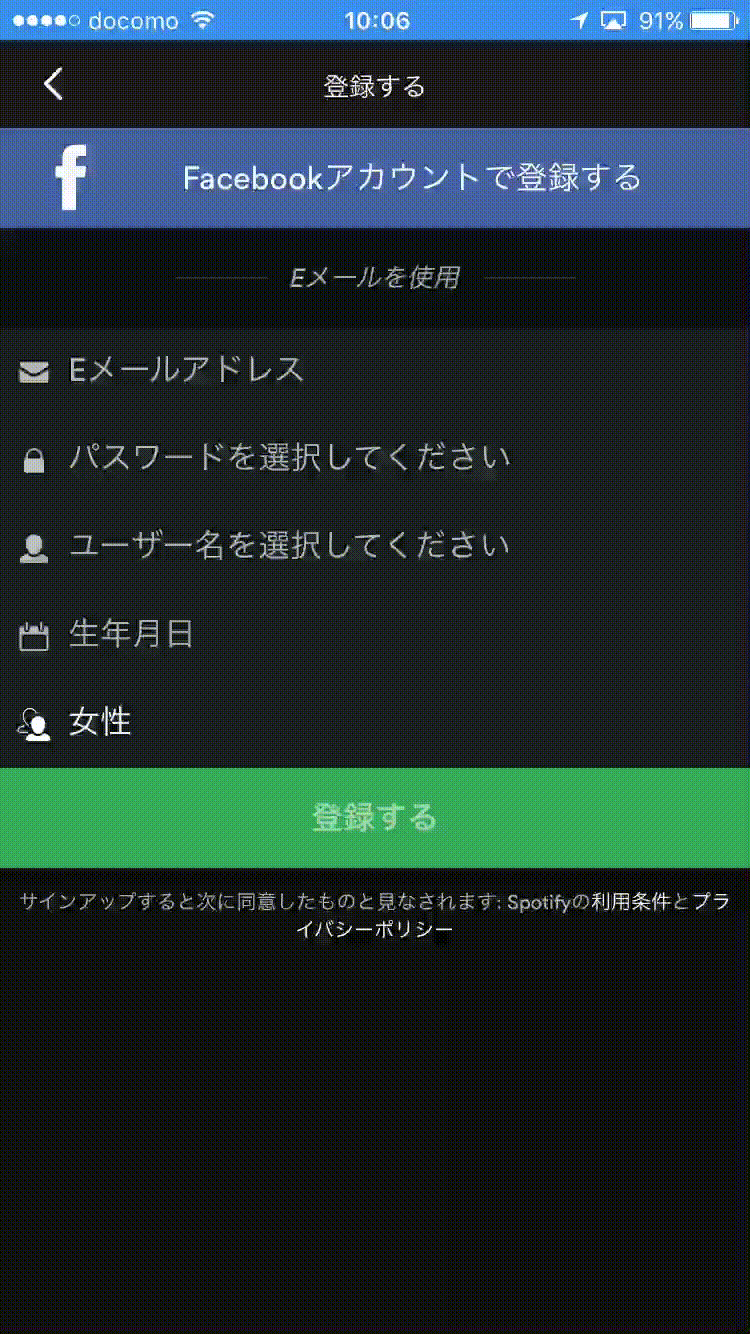 docomo 10:06 91%
登録する
f Facebookアカウントで登録する
Eメールを使用
Eメールアドレス
パスワードを選択してください
ユーザー名を選択してください
生年月日
女性
登録する
サインアップすると次に同意したものと見なされます: Spotifyの利用条件とプラ
イバシーポリシー